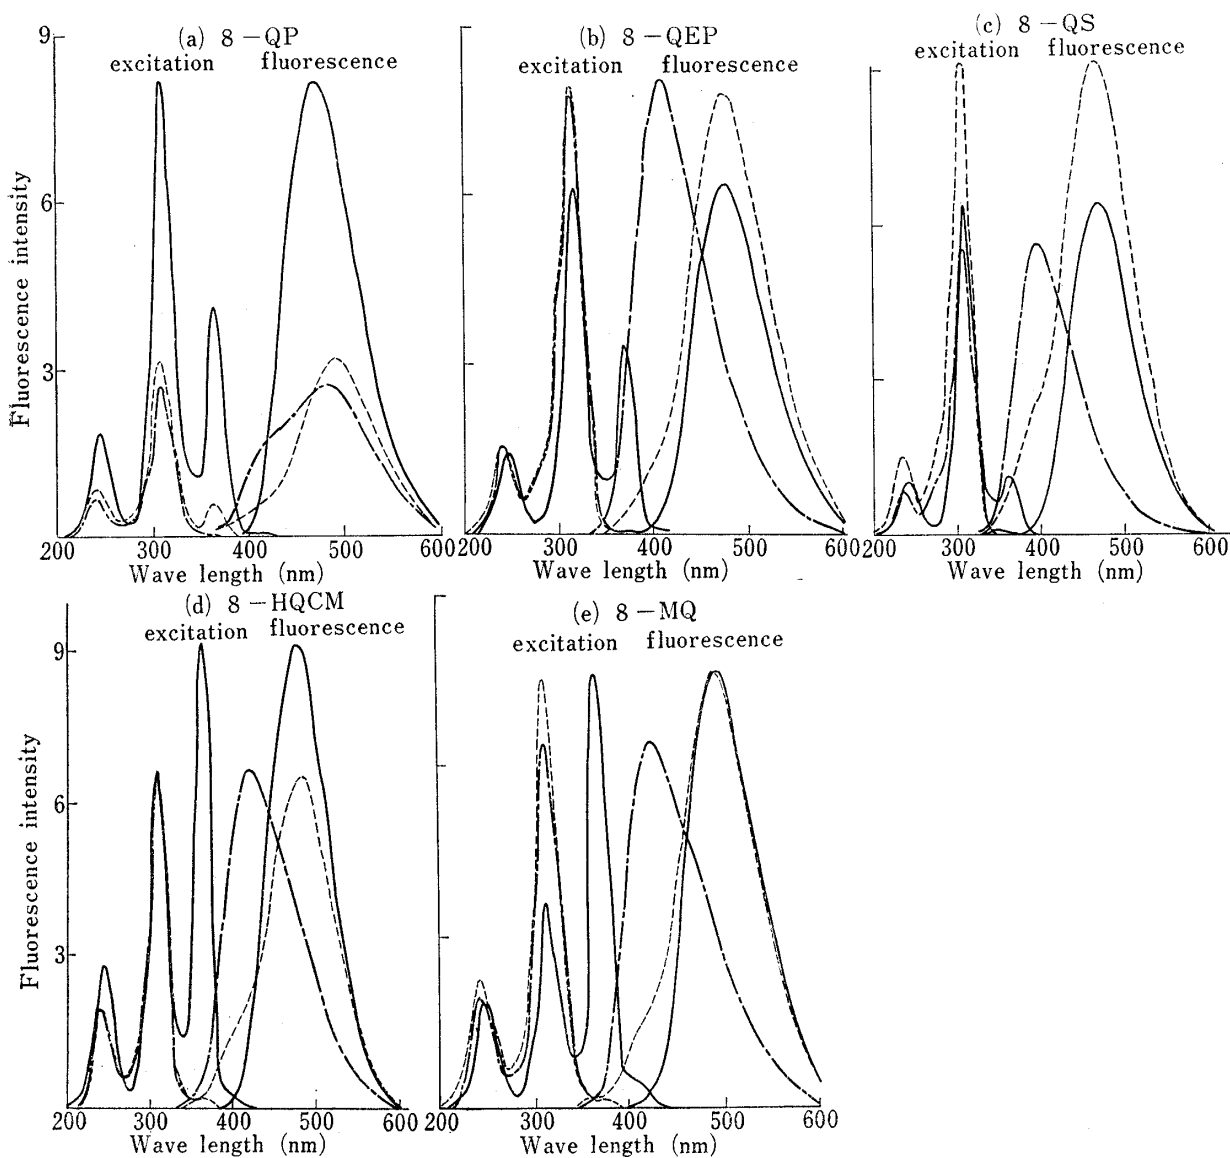 (a) 8-QP
excitation fluorescence
(b) 8-QEP
excitation fluorescence
(c) 8-QS
excitation fluorescence
9
6
3
Fluorescence intensity
200 300 400 500 600
Wave length (nm)
200 300 400 500 600
Wave length (nm)
200 300 400 500 600
Wave length (nm)
(d) 8-HQCM
excitation fluorescence
(e) 8-MQ
excitation fluorescence
9
6
3
Fluorescence intensity
200 300 400 500 600
Wave length (nm)
200 300 400 500 600
Wave length (nm)